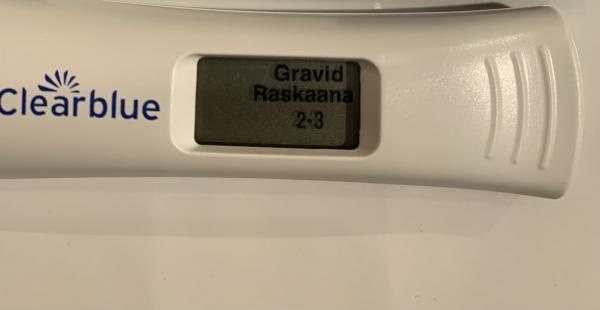 Clearblue
Gravid
Raskaana
2-3